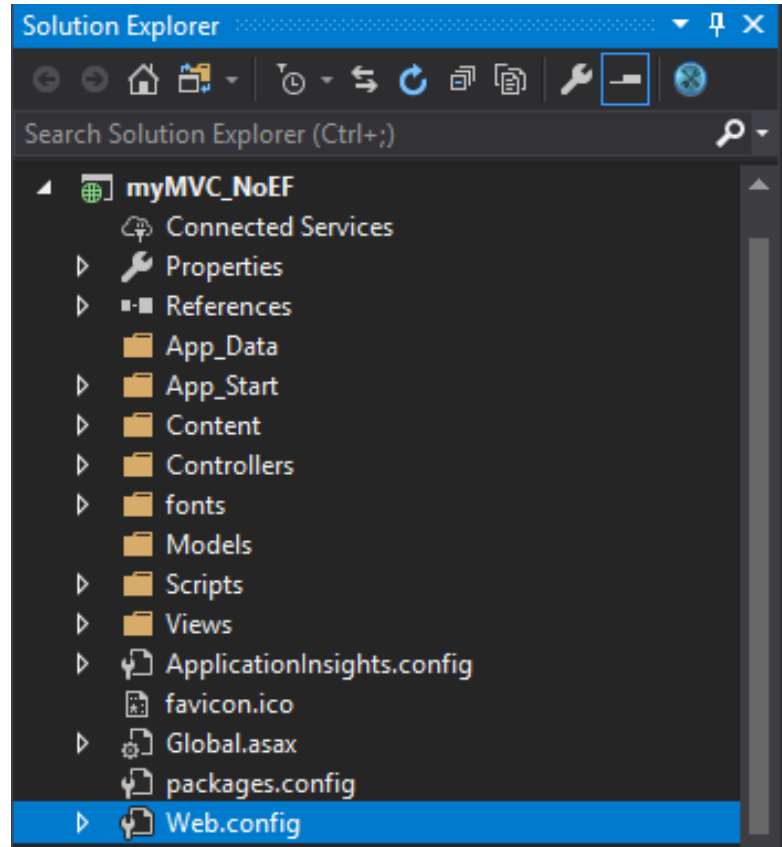 Solution Explorer
Search Solution Explorer (Ctrl+;)
myMVC_NoEF
Connected Services
Properties
References
App_Data
App_Start
Content
Controllers
fonts
Models
Scripts
Views
ApplicationInsights.config
favicon.ico
Global.asax
packages.config
Web.config